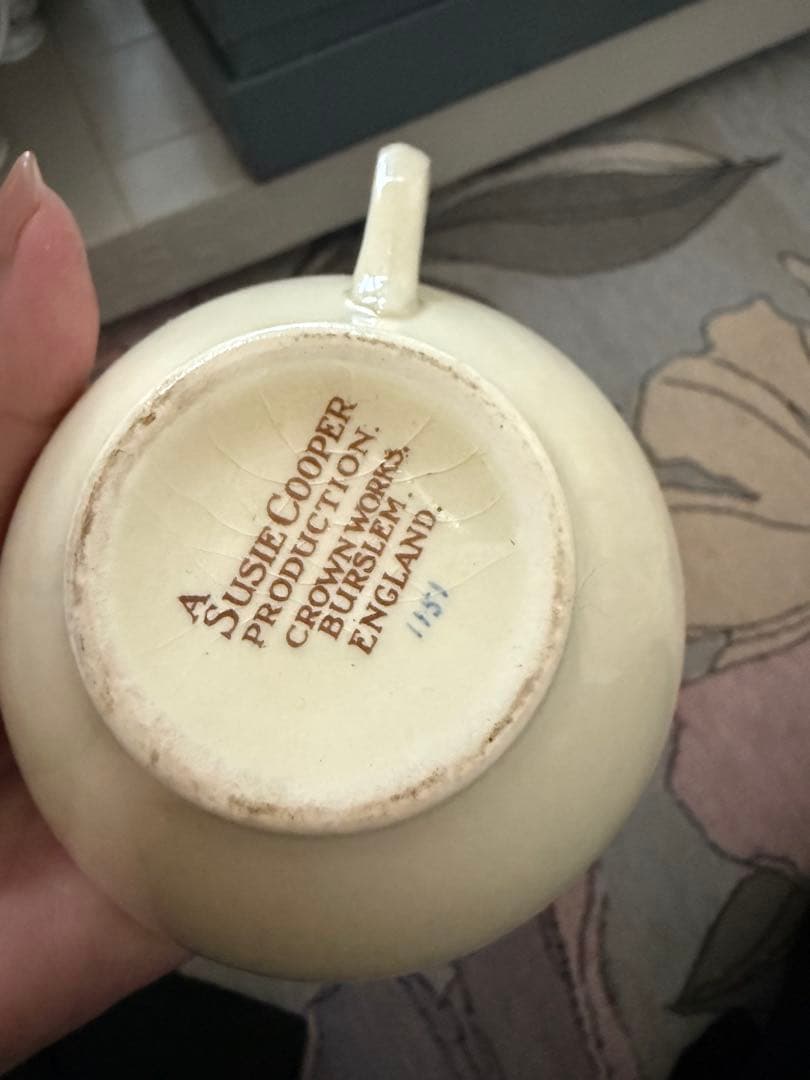 A
SUSIE COOPER
PRODUCTION.
CROWN WORKS.
BURSLEM.
ENGLAND
1151